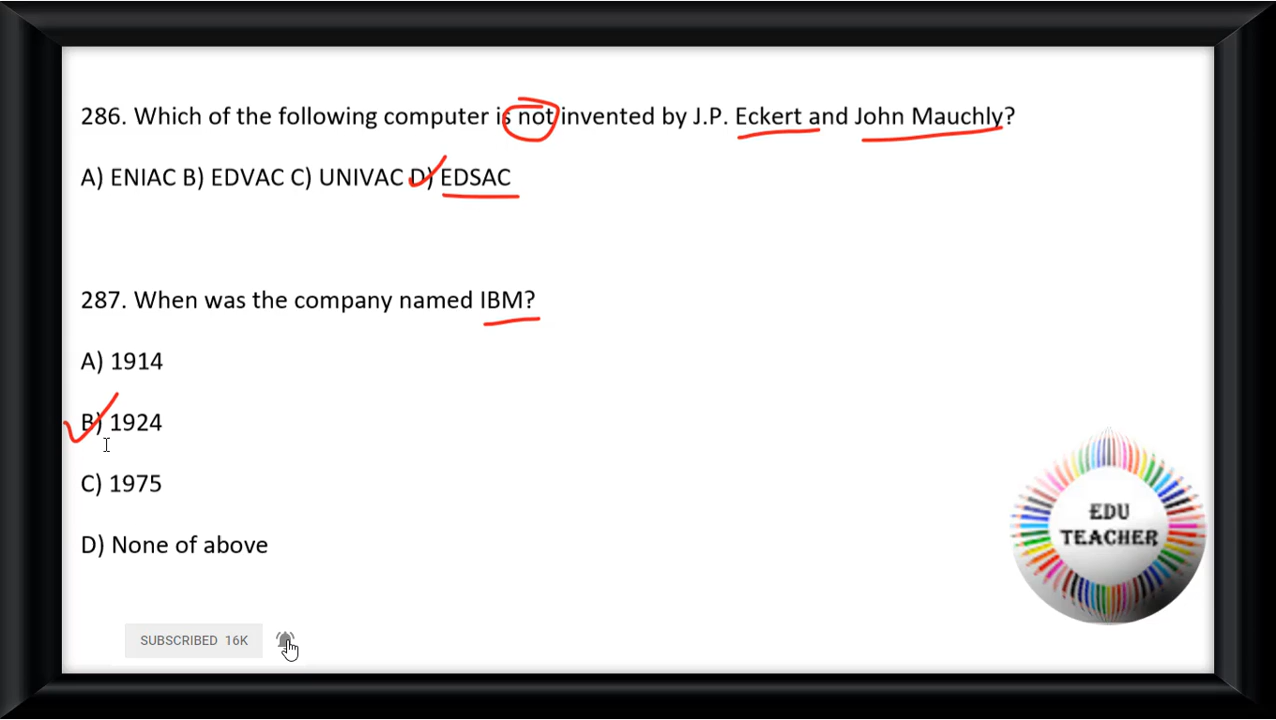 286. Which of the following computer is not invented by J.P. Eckert and John Mauchly?
A) ENIAC B) EDVAC C) UNIVAC D) EDSAC
287. When was the company named IBM?
A) 1914
B) 1924
C) 1975
D) None of above
EDU
TEACHER
SUBSCRIBED 16K